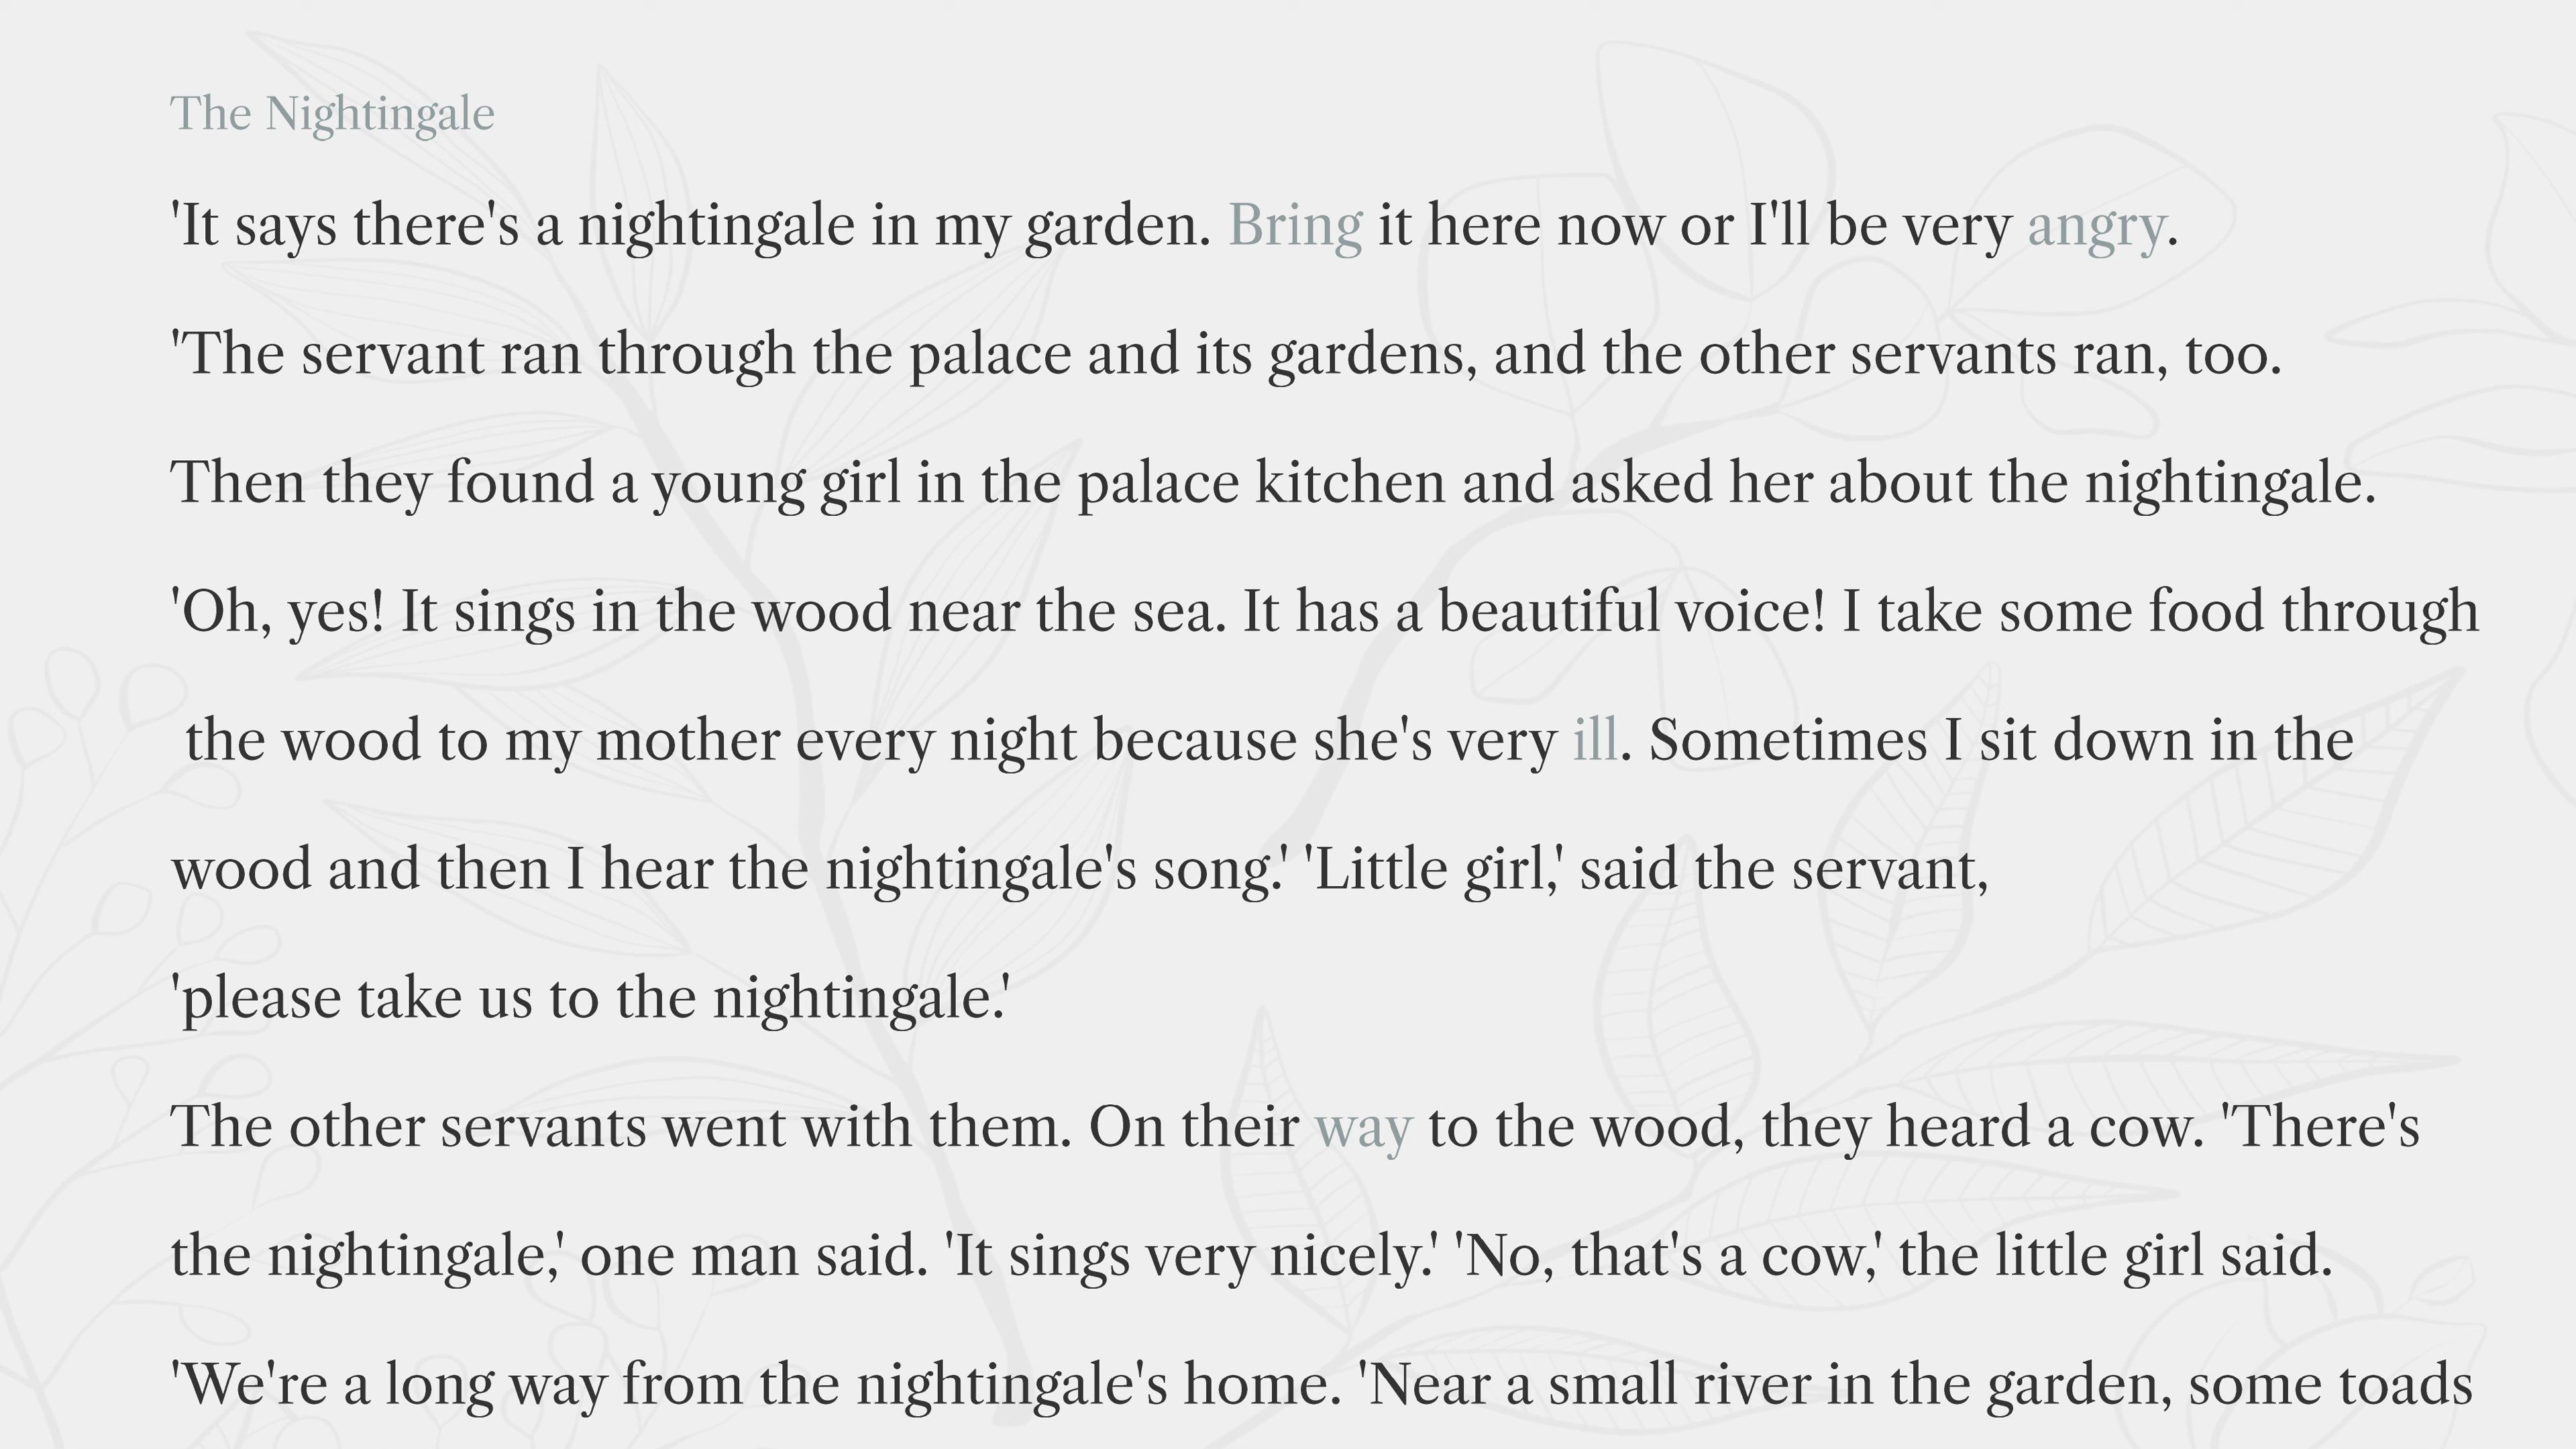 The Nightingale
'It says there's a nightingale in my garden. Bring it here now or I'll be very angry.
'The servant ran through the palace and its gardens, and the other servants ran, too.
Then they found a young girl in the palace kitchen and asked her about the nightingale.
'Oh, yes! It sings in the wood near the sea. It has a beautiful voice! I take some food through
the wood to my mother every night because she's very ill. Sometimes I sit down in the
wood and then I hear the nightingale's song.' 'Little girl,' said the servant,
'please take us to the nightingale.'
The other servants went with them. On their way to the wood, they heard a cow. 'There's
the nightingale,' one man said. 'It sings very nicely.' 'No, that's a cow,' the little girl said.
'We're a long way from the nightingale's home. 'Near a small river in the garden, some toads